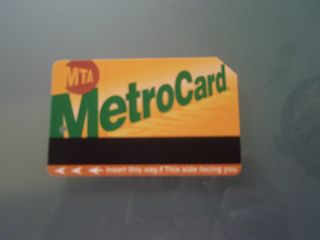 MTA
MetroCard
Insert this way / This side facing you